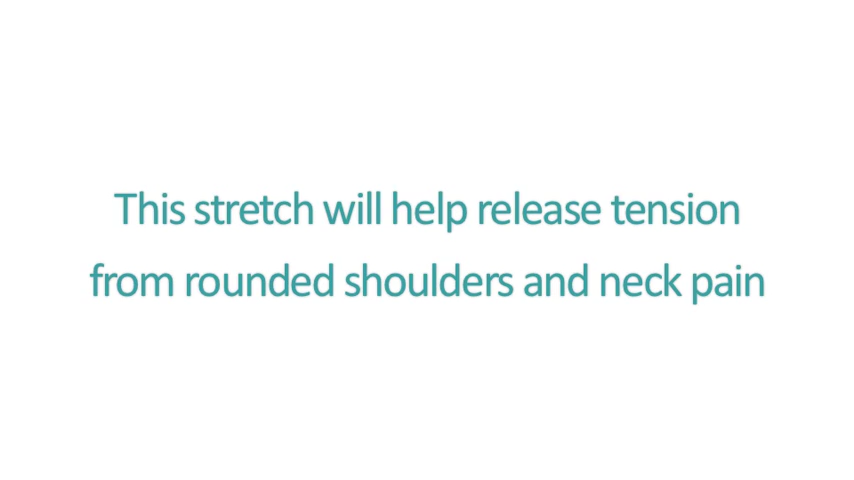 This stretch will help release tension
from rounded shoulders and neck pain